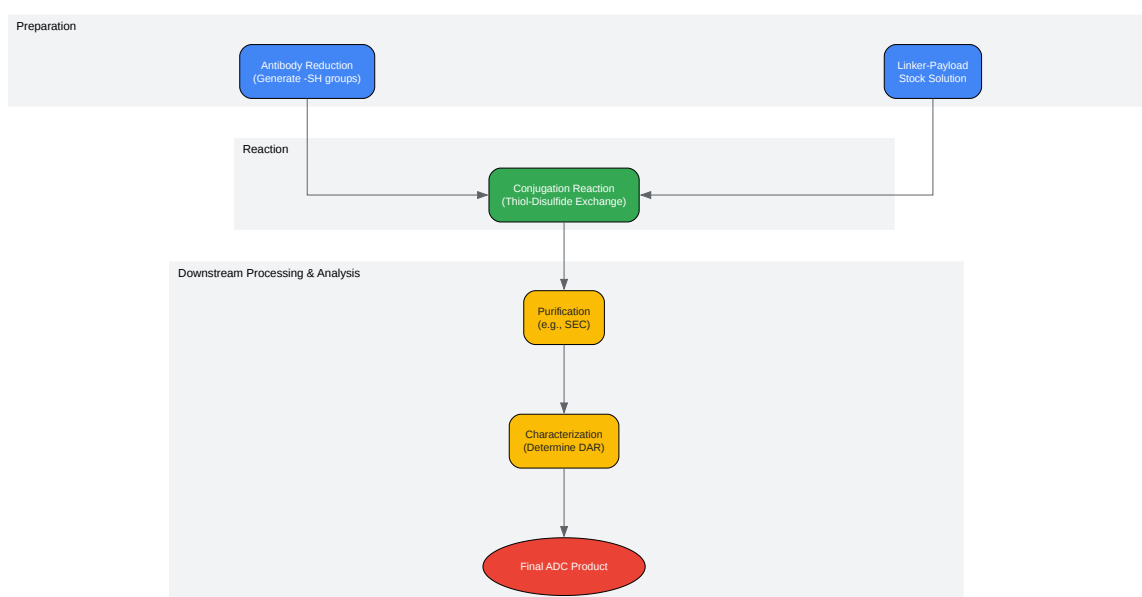 Preparation
Antibody Reduction
(Generate -SH groups)
Linker-Payload
Stock Solution
Reaction
Conjugation Reaction
(Thiol-Disulfide Exchange)
Downstream Processing & Analysis
Purification
(e.g., SEC)
Characterization
(Determine DAR)
Final ADC Product